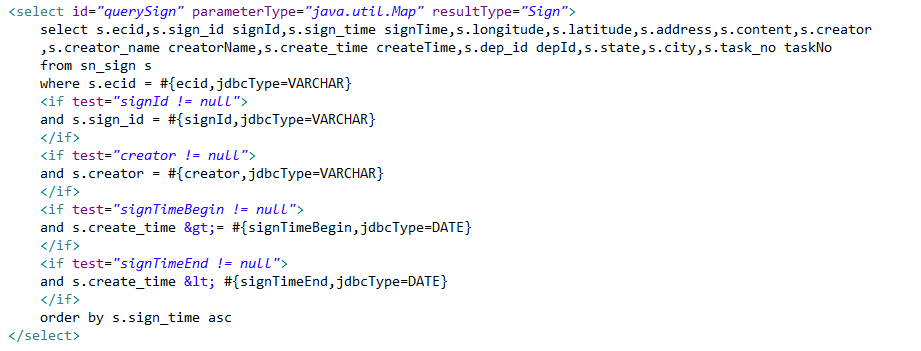 <select id="querySign" parameterType="java.util.Map" resultType="Sign">
select s.ecid,s.sign_id signId,s.sign_time signTime,s.longitude,s.latitude,s.address,s.content,s.creator
,s.creator_name creatorName,s.create_time createTime,s.dep_id depId,s.state,s.city,s.task_no taskNo
from sn_sign s
where s.ecid = #{ecid,jdbcType=VARCHAR}
<if test="signId != null">
and s.sign_id = #{signId,jdbcType=VARCHAR}
</if>
<if test="creator != null">
and s.creator = #{creator,jdbcType=VARCHAR}
</if>
<if test="signTimeBegin != null">
and s.create_time &gt;= #{signTimeBegin,jdbcType=DATE}
</if>
<if test="signTimeEnd != null">
and s.create_time &lt; #{signTimeEnd,jdbcType=DATE}
</if>
order by s.sign_time asc
</select>